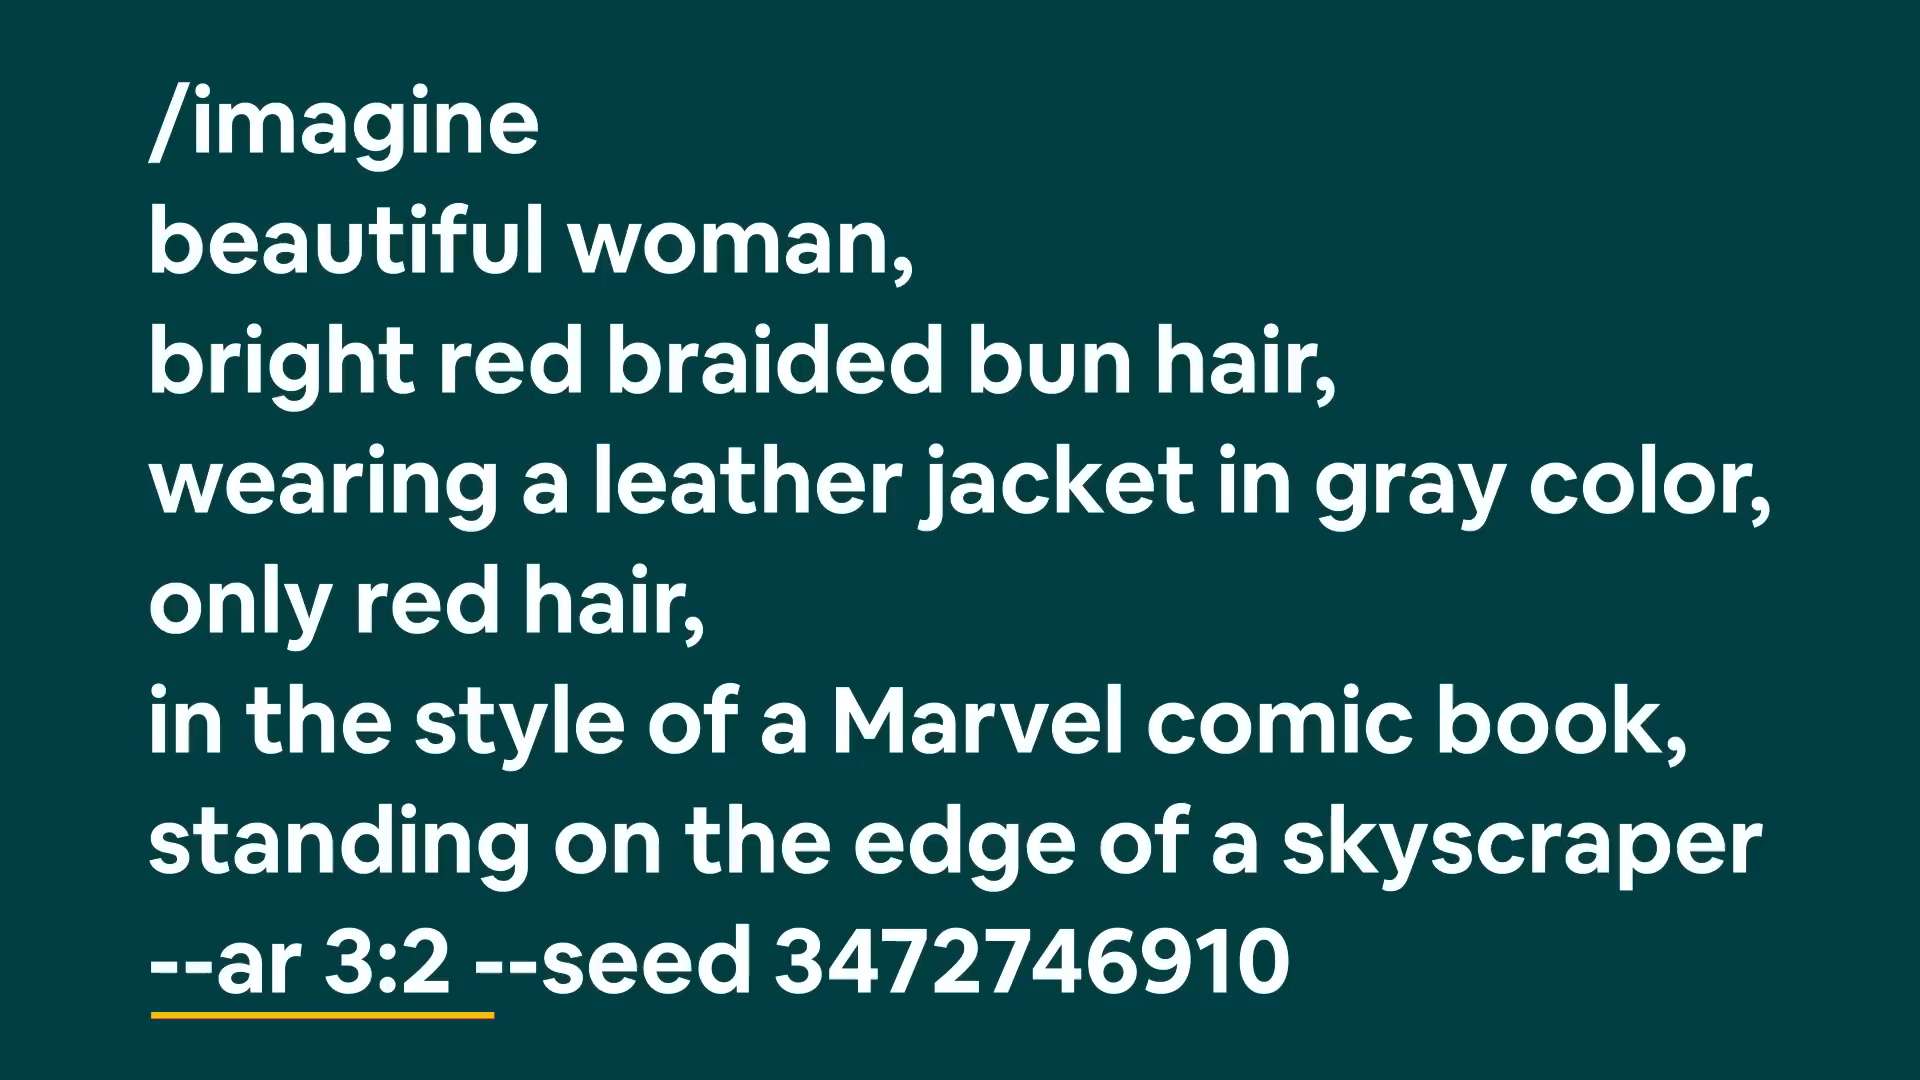 /imagine
beautiful woman,
bright red braided bun hair,
wearing a leather jacket in gray color,
only red hair,
in the style of a Marvel comic book,
standing on the edge of a skyscraper
--ar 3:2 --seed 3472746910